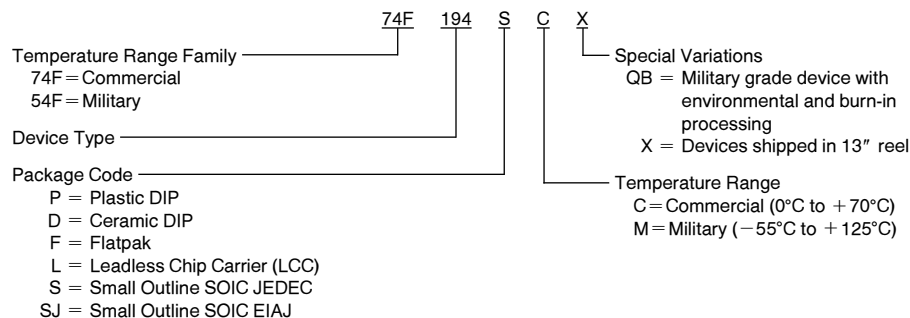 74F 194 S C X
Temperature Range Family
74F = Commercial
54F = Military
Device Type
Package Code
P = Plastic DIP
D = Ceramic DIP
F = Flatpak
L = Leadless Chip Carrier (LCC)
S = Small Outline SOIC JEDEC
SJ = Small Outline SOIC EIAJ
Special Variations
QB = Military grade device with
environmental and burn-in
processing
X = Devices shipped in 13″ reel
Temperature Range
C = Commercial (0°C to +70°C)
M = Military (−55°C to +125°C)